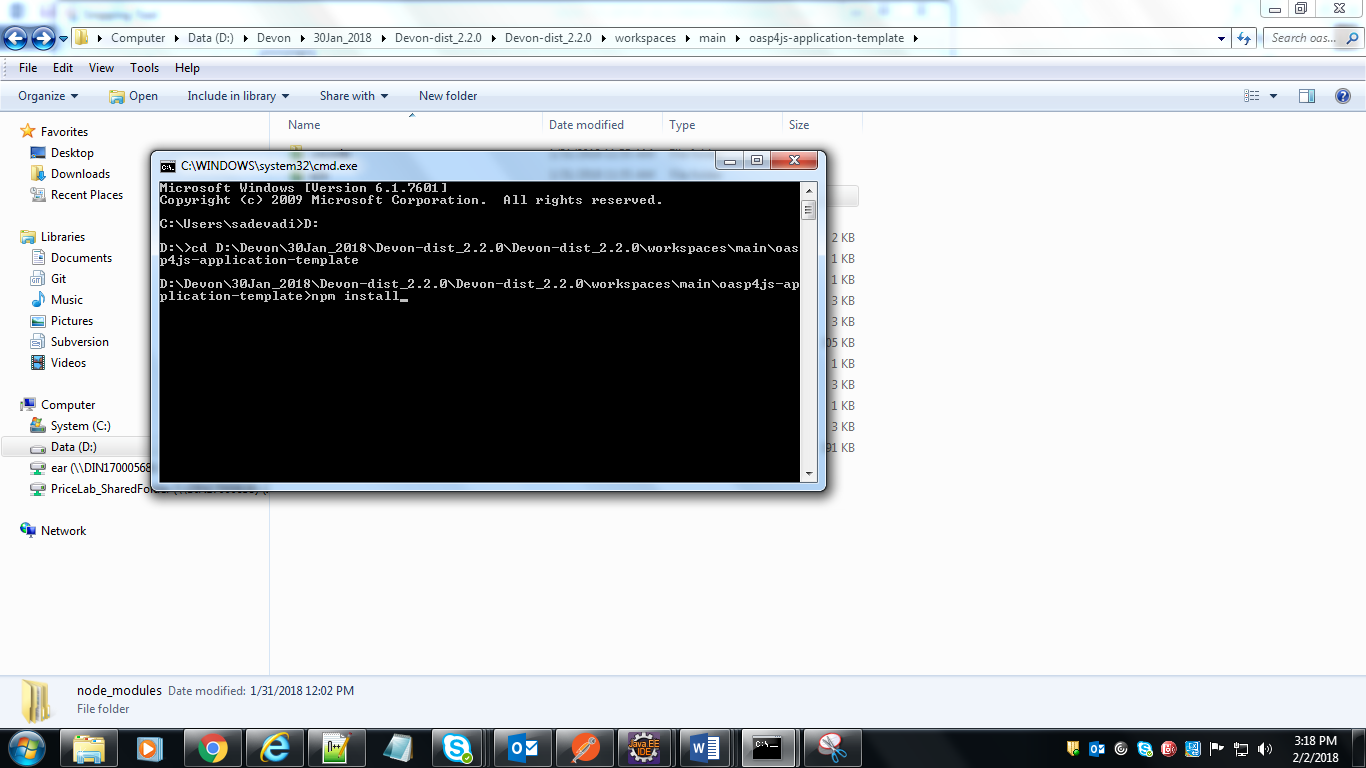 Computer Data (D:) Devon 30Jan_2018 Devon-dist_2.2.0 Devon-dist_2.2.0 workspaces main oasp4js-application-template
Search oas...
File Edit View Tools Help
Organize Open Include in library Share with New folder
Name Date modified Type Size
Favorites
Desktop
Downloads
Recent Places
Libraries
Documents
Git
Music
Pictures
Subversion
Videos
Computer
System (C:)
Data (D:)
ear (\\DIN17000568
PriceLab_SharedFol
Network
C:\WINDOWS\system32\cmd.exe
Microsoft Windows [Version 6.1.7601]
Copyright (c) 2009 Microsoft Corporation.  All rights reserved.
C:\Users\sadevadi>D:
D:\>cd D:\Devon\30Jan_2018\Devon-dist_2.2.0\Devon-dist_2.2.0\workspaces\main\oas
p4js-application-template
D:\Devon\30Jan_2018\Devon-dist_2.2.0\Devon-dist_2.2.0\workspaces\main\oasp4js-ap
plication-template>npm install_
2 KB
1 KB
1 KB
3 KB
3 KB
05 KB
1 KB
3 KB
1 KB
3 KB
91 KB
node_modules Date modified: 1/31/2018 12:02 PM
File folder
Java EE
IDE
3:18 PM
2/2/2018